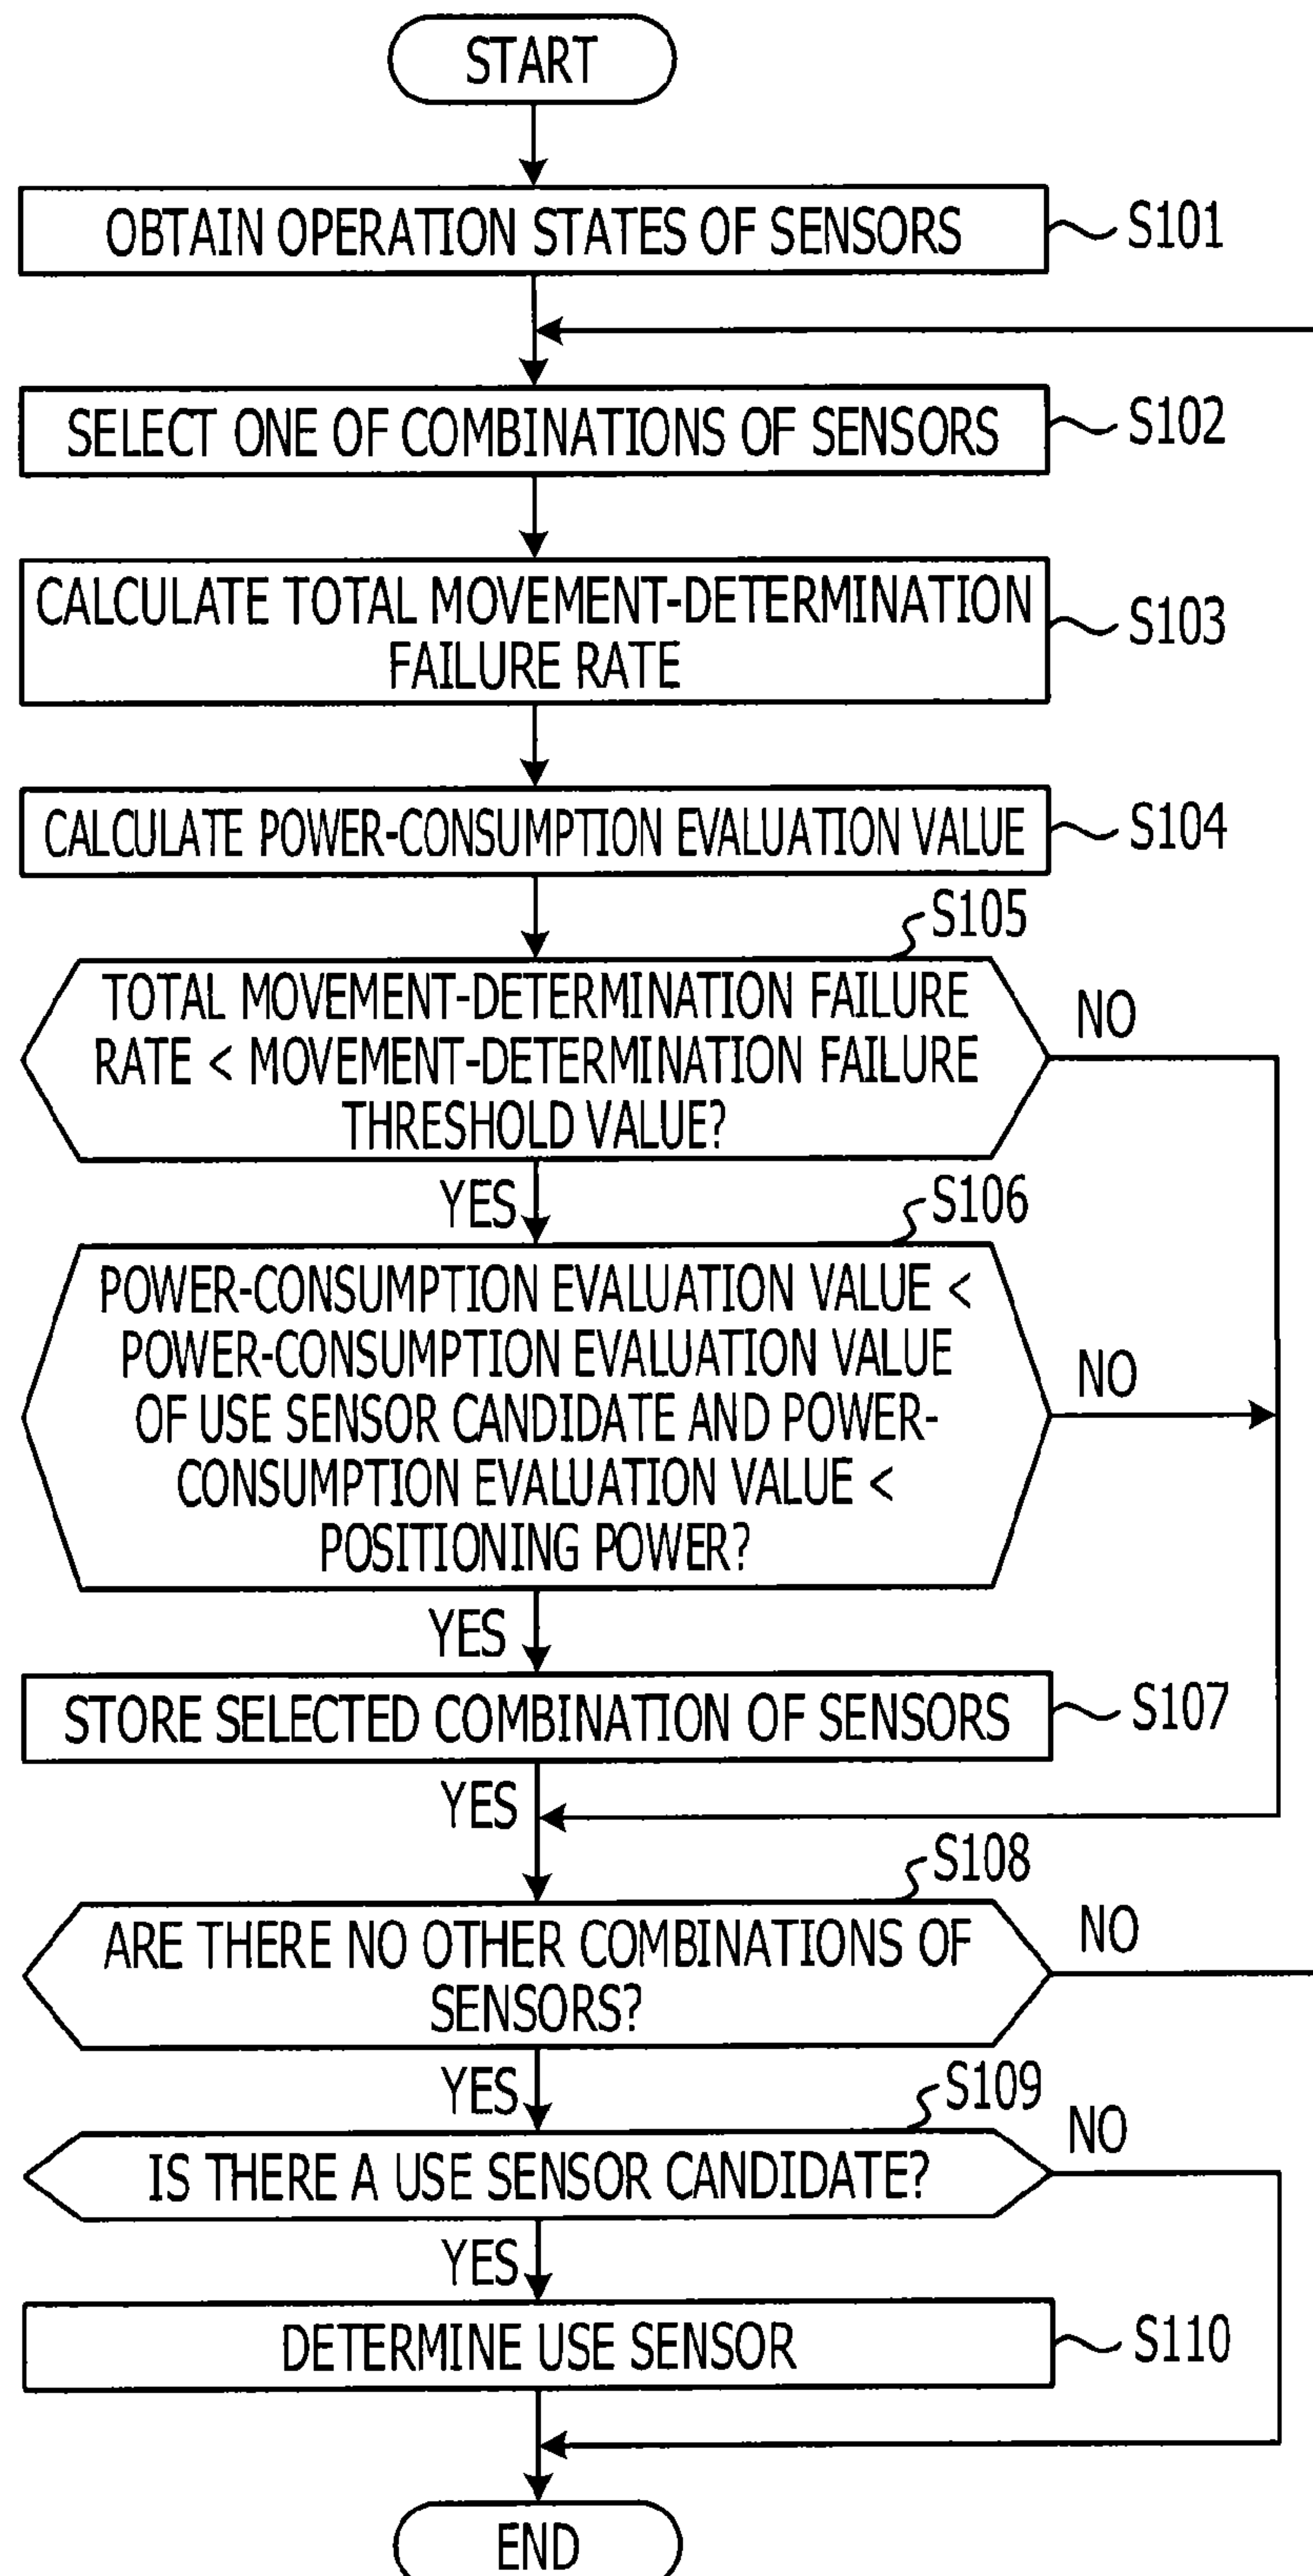 START
OBTAIN OPERATION STATES OF SENSORS
S101
SELECT ONE OF COMBINATIONS OF SENSORS
S102
CALCULATE TOTAL MOVEMENT-DETERMINATION
FAILURE RATE
S103
CALCULATE POWER-CONSUMPTION EVALUATION VALUE
S104
S105
TOTAL MOVEMENT-DETERMINATION FAILURE
RATE < MOVEMENT-DETERMINATION FAILURE
THRESHOLD VALUE?
NO
YES
S106
POWER-CONSUMPTION EVALUATION VALUE <
POWER-CONSUMPTION EVALUATION VALUE
OF USE SENSOR CANDIDATE AND POWER-
CONSUMPTION EVALUATION VALUE <
POSITIONING POWER?
NO
YES
STORE SELECTED COMBINATION OF SENSORS
S107
YES
S108
ARE THERE NO OTHER COMBINATIONS OF
SENSORS?
NO
YES
S109
IS THERE A USE SENSOR CANDIDATE?
NO
YES
DETERMINE USE SENSOR
S110
END